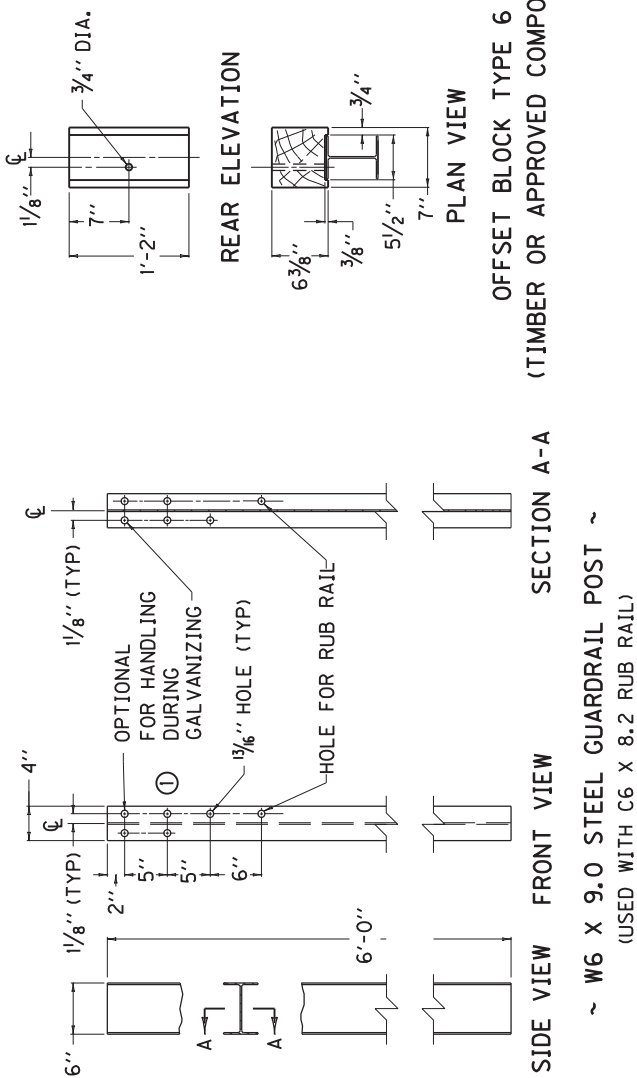 6''
A
A
6'-0''
SIDE VIEW
1 1/8'' (TYP)
℄
4''
2''
5''
5''
6''
①
OPTIONAL
FOR HANDLING
DURING
GALVANIZING
13/16'' HOLE (TYP)
HOLE FOR RUB RAIL
FRONT VIEW
1 1/8'' (TYP)
℄
SECTION A-A
~ W6 X 9.0 STEEL GUARDRAIL POST ~
(USED WITH C6 X 8.2 RUB RAIL)
℄
1 1/8''
7''
1'-2''
3/4'' DIA.
REAR ELEVATION
6 3/8''
3/8''
5 1/2''
7''
3/4''
PLAN VIEW
OFFSET BLOCK TYPE 6
(TIMBER OR APPROVED COMPO